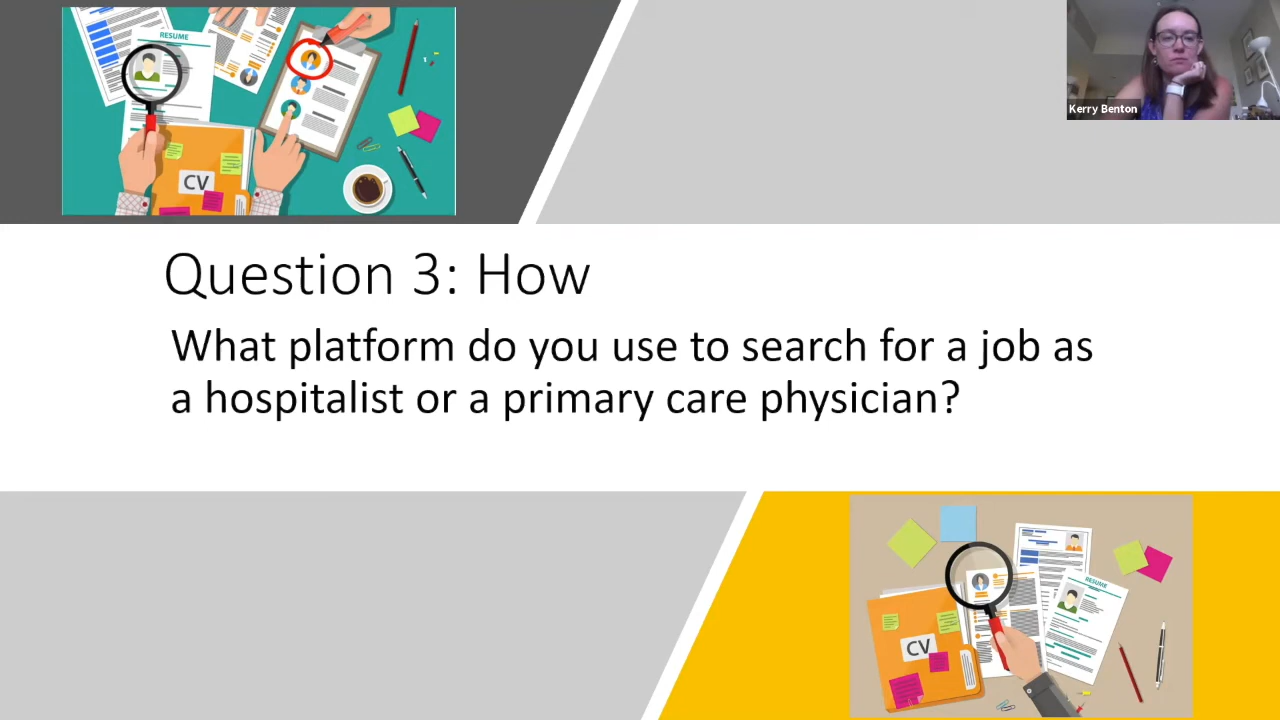 RESUME
CV
Kerry Benton
Question 3: How
What platform do you use to search for a job as
a hospitalist or a primary care physician?
RESUME
CV